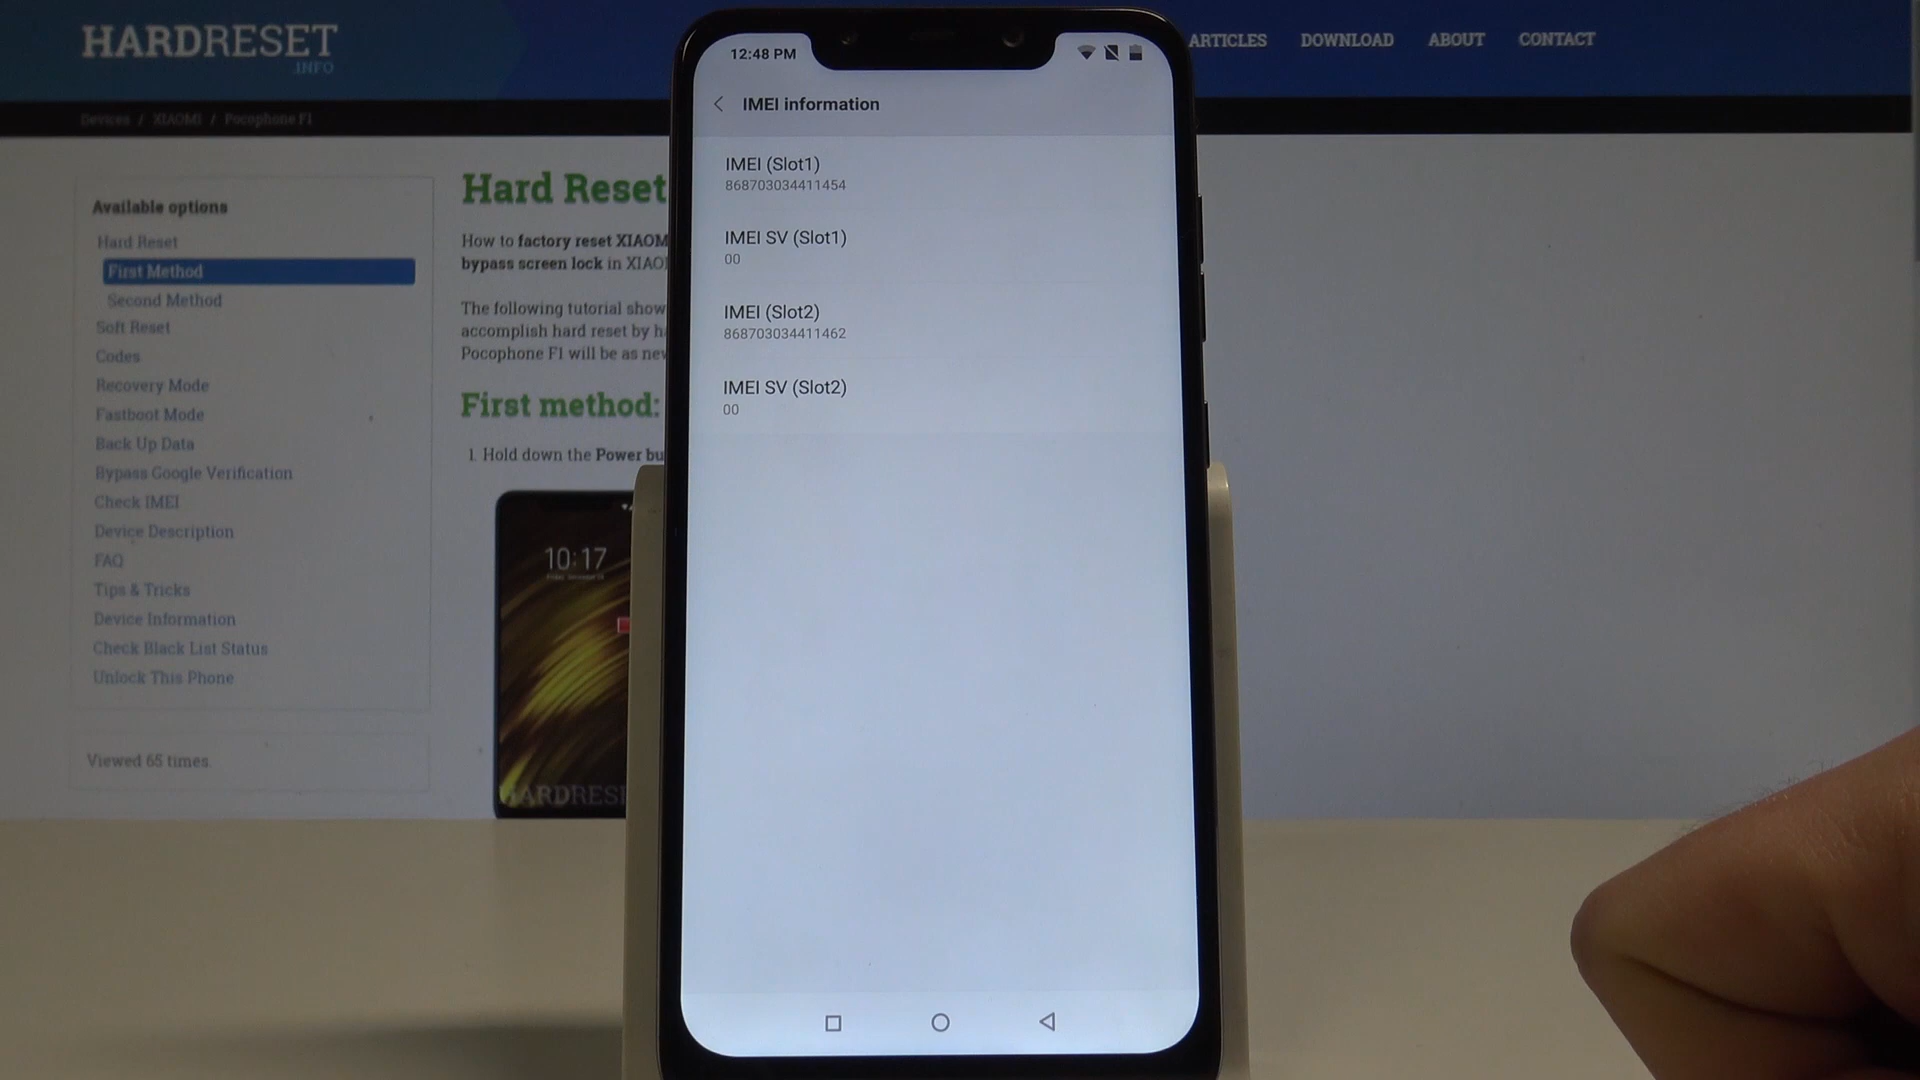 HARDRESET
.INFO
ARTICLES DOWNLOAD ABOUT CONTACT
Devices / XIAOMI / Pocophone F1
Available options
Hard Reset
First Method
Second Method
Soft Reset
Codes
Recovery Mode
Fastboot Mode
Back Up Data
Bypass Google Verification
Check IMEI
Device Description
FAQ
Tips & Tricks
Device Information
Check Black List Status
Unlock This Phone
Viewed 65 times.
Hard Reset
How to factory reset XIAOM
bypass screen lock in XIAO
The following tutorial show
accomplish hard reset by h
Pocophone F1 will be as ne
First method:
1. Hold down the Power bu
10:17
HARDRESE
12:48 PM
IMEI information
IMEI (Slot1)
868703034411454
IMEI SV (Slot1)
00
IMEI (Slot2)
868703034411462
IMEI SV (Slot2)
00